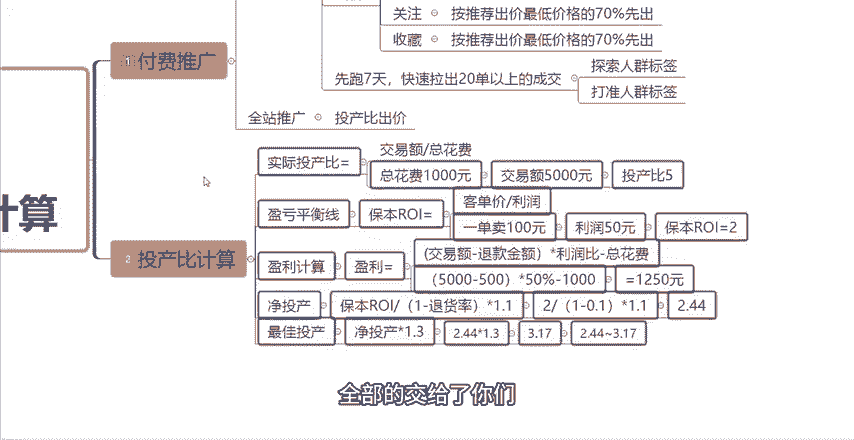 关注 按推荐出价最低价格的70%先出
收藏 按推荐出价最低价格的70%先出
1 付费推广
先跑7天，快速拉出20单以上的成交
探索人群标签
打准人群标签
全站推广 投产比出价
计算
2 投产比计算
实际投产比= 交易额/总花费
总花费1000元 交易额5000元 投产比5
盈亏平衡线 保本ROI= 客单价/利润
一单卖100元 利润50元 保本ROI=2
盈利计算 盈利= (交易额-退款金额）*利润比-总花费
（5000-500）*50%-1000 =1250元
净投产 保本ROI/（1-退货率）*1.1 2/（1-0.1）*1.1 2.44
最佳投产 净投产*1.3 2.44*1.3 3.17 2.44~3.17
全部的交给了你们